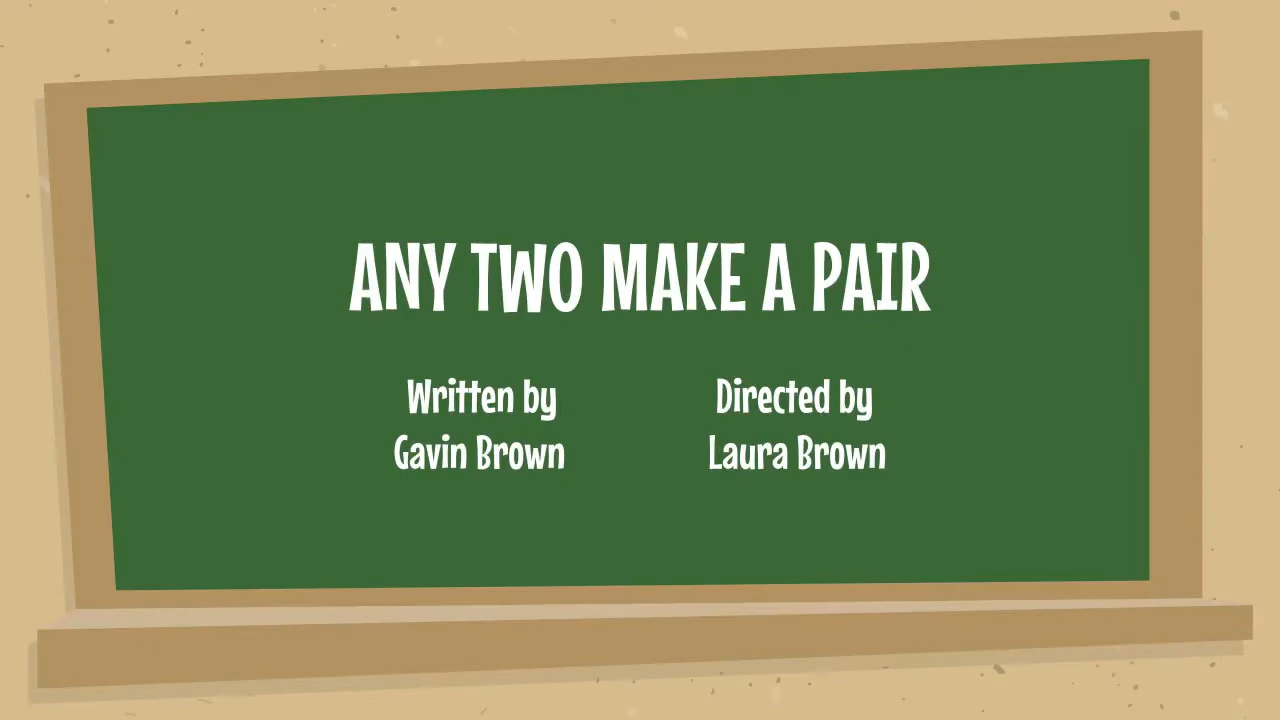 ANY TWO MAKE A PAIR
Written by
Gavin Brown
Directed by
Laura Brown